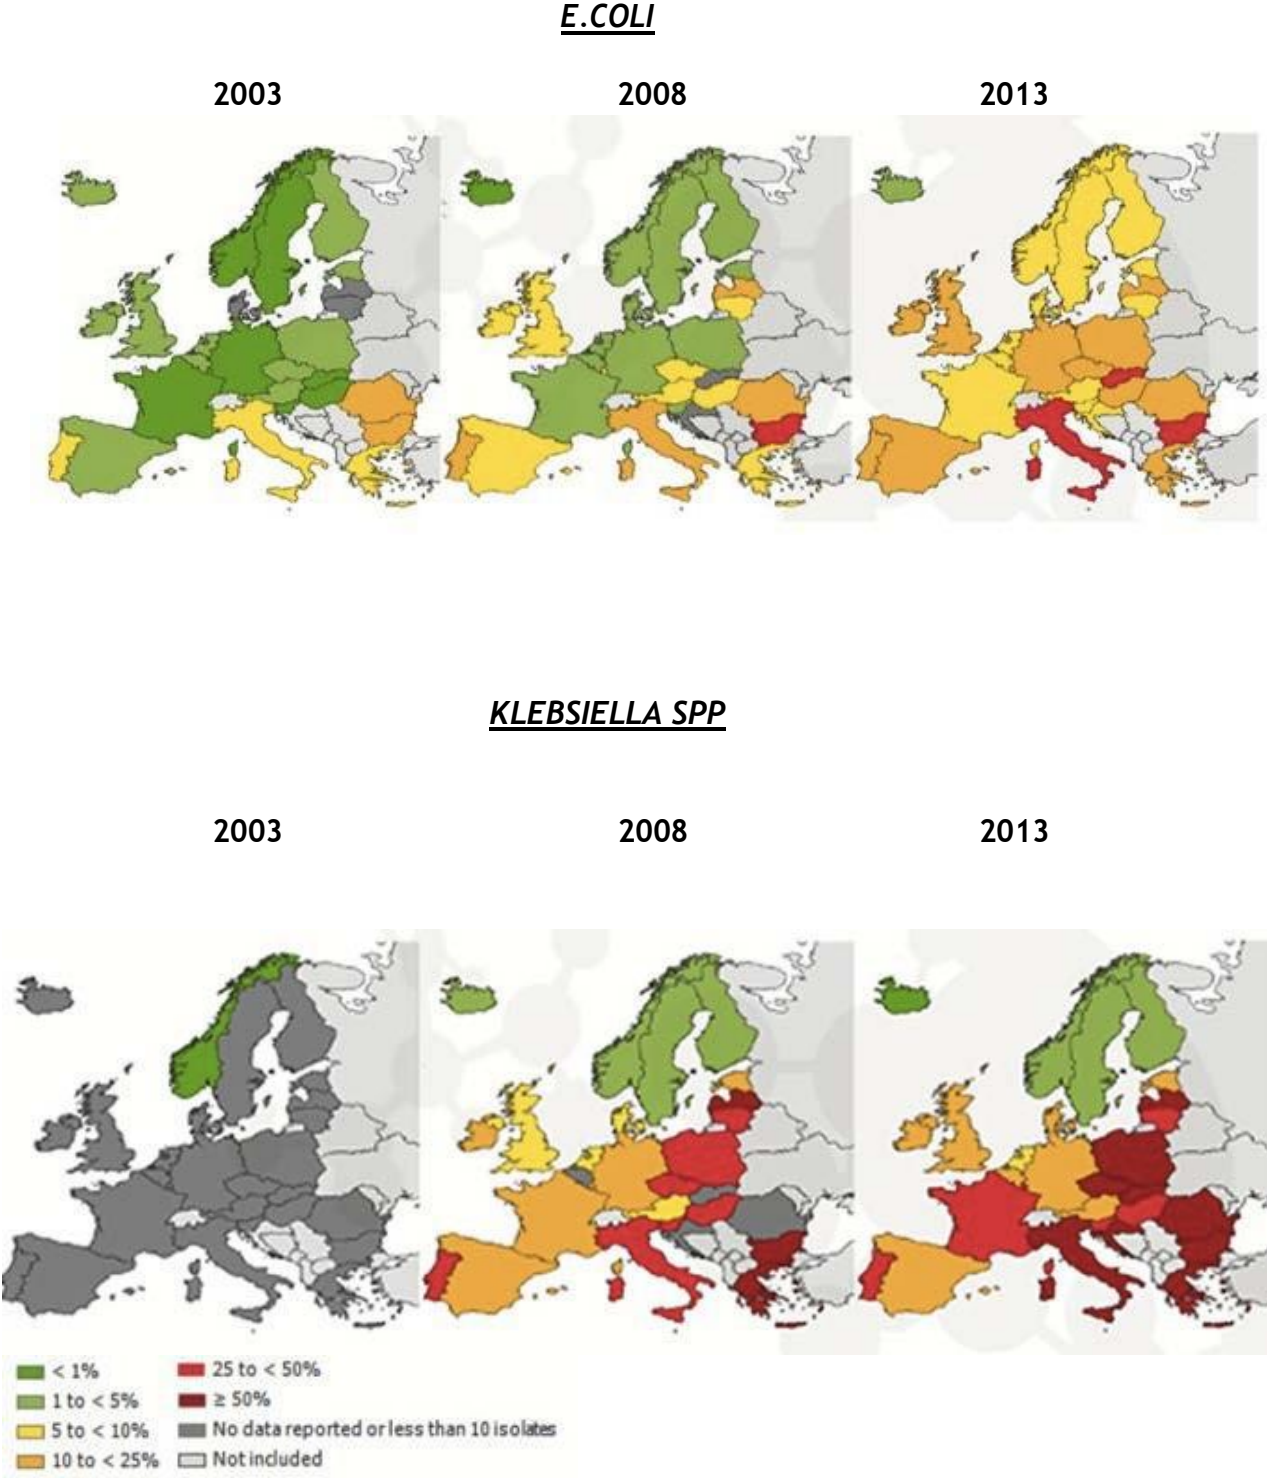 E.COLI
2003 2008 2013
KLEBSIELLA SPP
2003 2008 2013
< 1%
1 to < 5%
5 to < 10%
10 to < 25%
25 to < 50%
≥ 50%
No data reported or less than 10 isolates
Not included